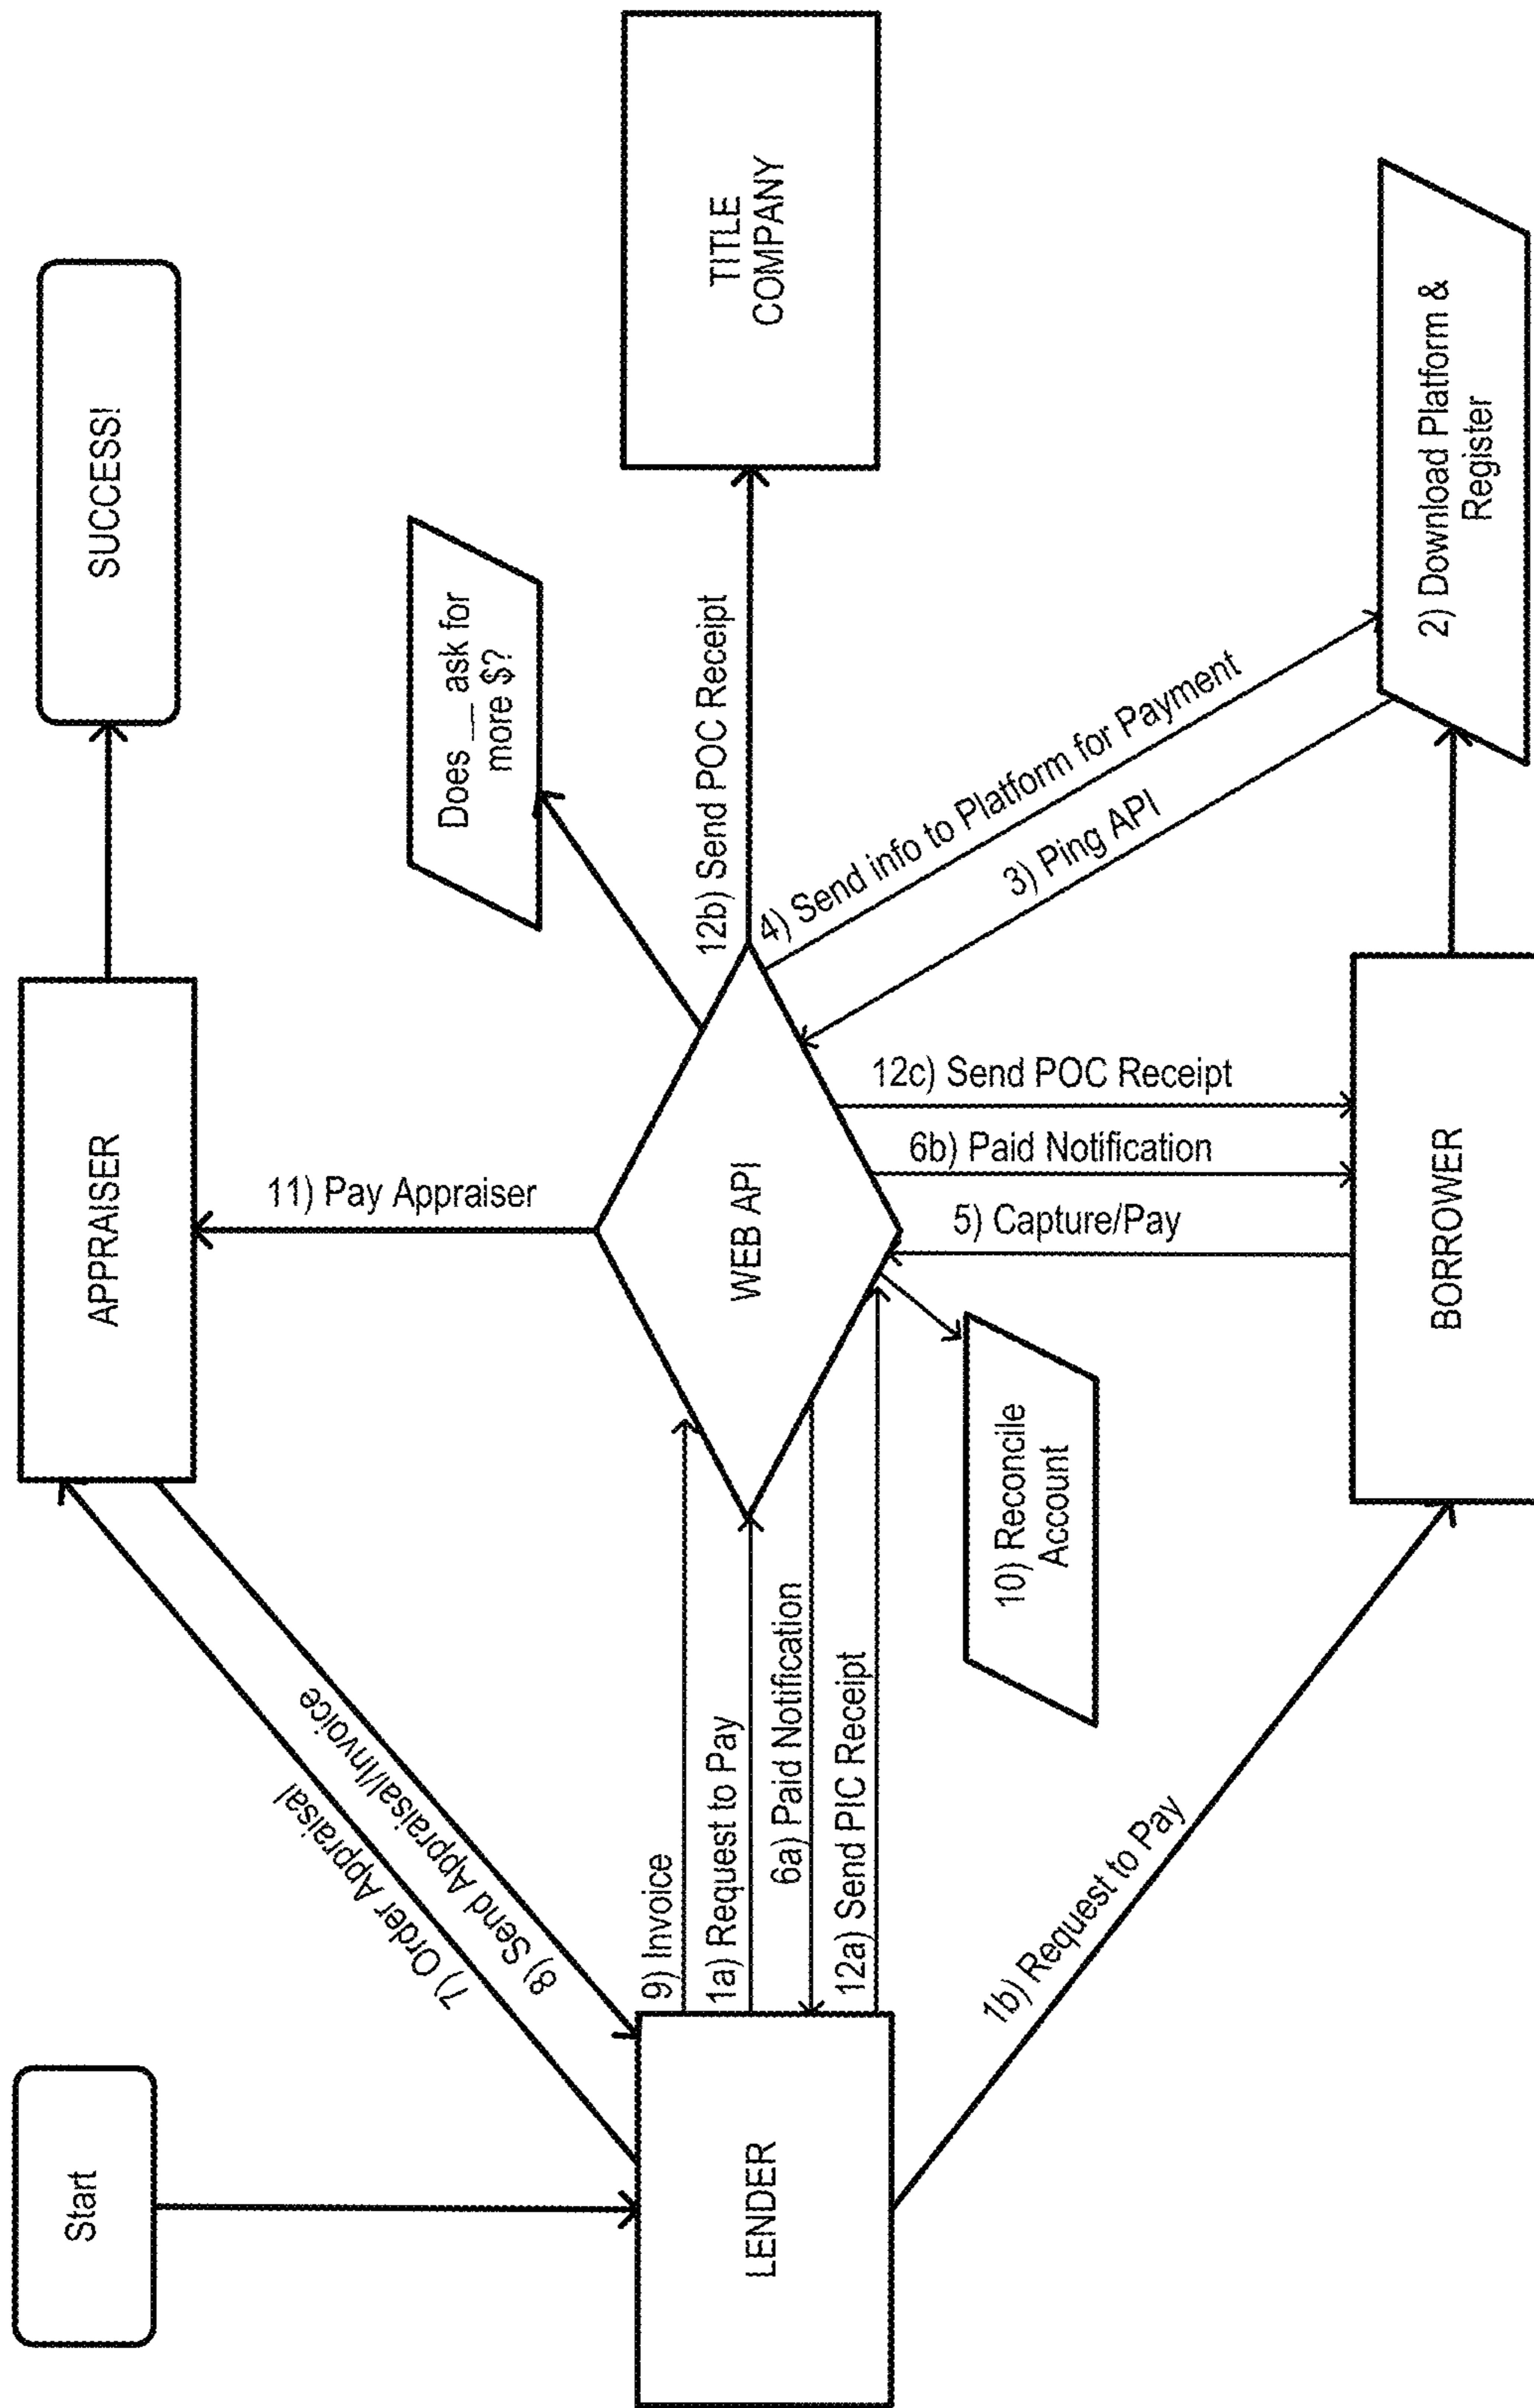 Start
APPRAISER
SUCCESS!
7) Order Appraisal
8) Send Appraisal/Invoice
11) Pay Appraiser
Does __ ask for
more $?
LENDER
9) Invoice
1a) Request to Pay
6a) Paid Notification
12a) Send PIC Receipt
WEB API
12b) Send POC Receipt
TITLE
COMPANY
4) Send info to Platform for Payment
3) Ping API
10) Reconcile
Account
5) Capture/Pay
6b) Paid Notification
12c) Send POC Receipt
1b) Request to Pay
BORROWER
2) Download Platform &
Register